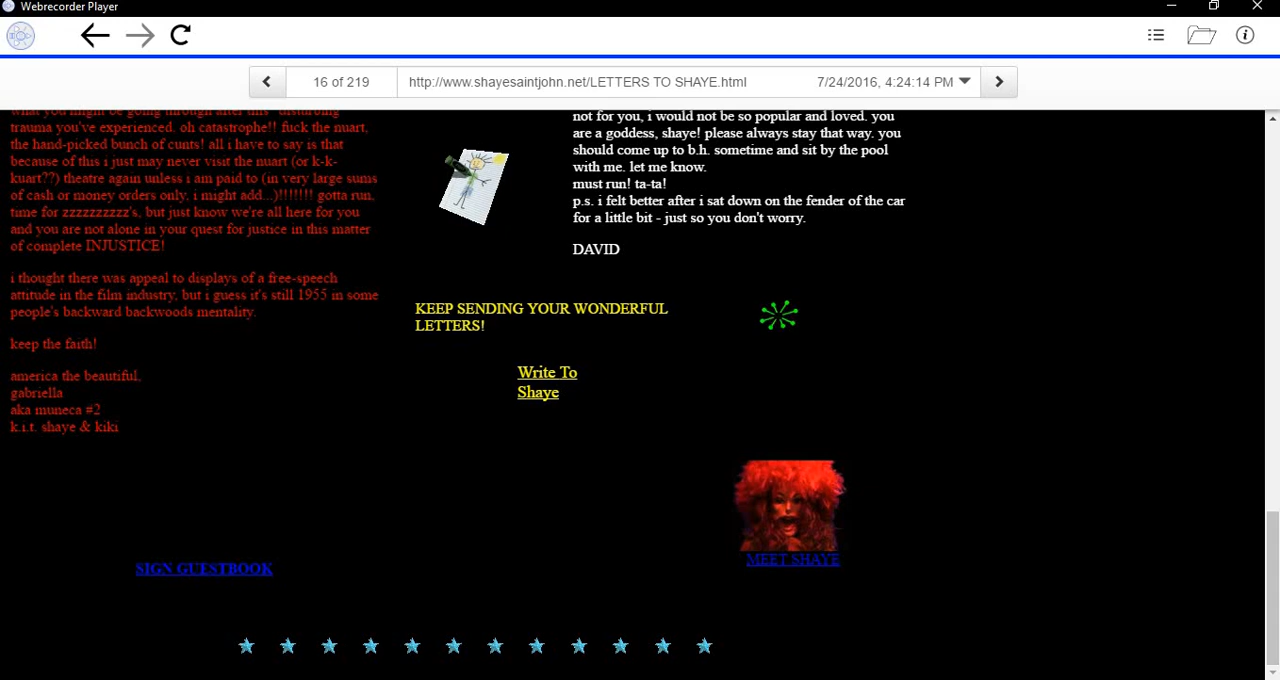 Webrecorder Player
16 of 219
http://www.shayesaintjohn.net/LETTERS TO SHAYE.html
7/24/2016, 4:24:14 PM
what you might be going through after this "disturbing"
trauma you've experienced. oh catastrophe!! fuck the nuart,
the hand-picked bunch of cunts! all i have to say is that
because of this i just may never visit the nuart (or k-k-
kuart??) theatre again unless i am paid to (in very large sums
of cash or money orders only, i might add...)!!!!!!! gotta run,
time for zzzzzzzzzz's, but just know we're all here for you
and you are not alone in your quest for justice in this matter
of complete INJUSTICE!
i thought there was appeal to displays of a free-speech
attitude in the film industry, but i guess it's still 1955 in some
people's backward backwoods mentality.
keep the faith!
america the beautiful,
gabriella
aka muneca #2
k.i.t. shaye & kiki
not for you, i would not be so popular and loved. you
are a goddess, shaye! please always stay that way. you
should come up to b.h. sometime and sit by the pool
with me. let me know.
must run! ta-ta!
p.s. i felt better after i sat down on the fender of the car
for a little bit - just so you don't worry.
DAVID
KEEP SENDING YOUR WONDERFUL
LETTERS!
Write To
Shaye
MEET SHAYE
SIGN GUESTBOOK